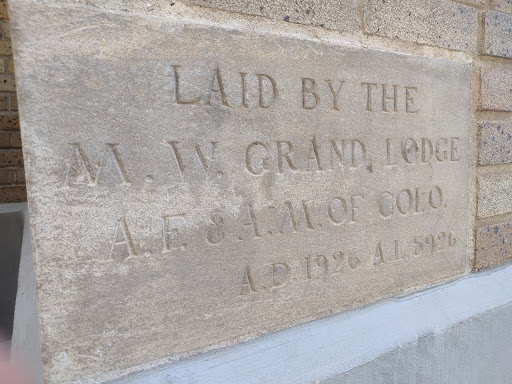 LAID BY THE
M. W. GRAND, LODGE
A. F. & A. M. OF COLO.
A.D. 1926 A.L. 5926